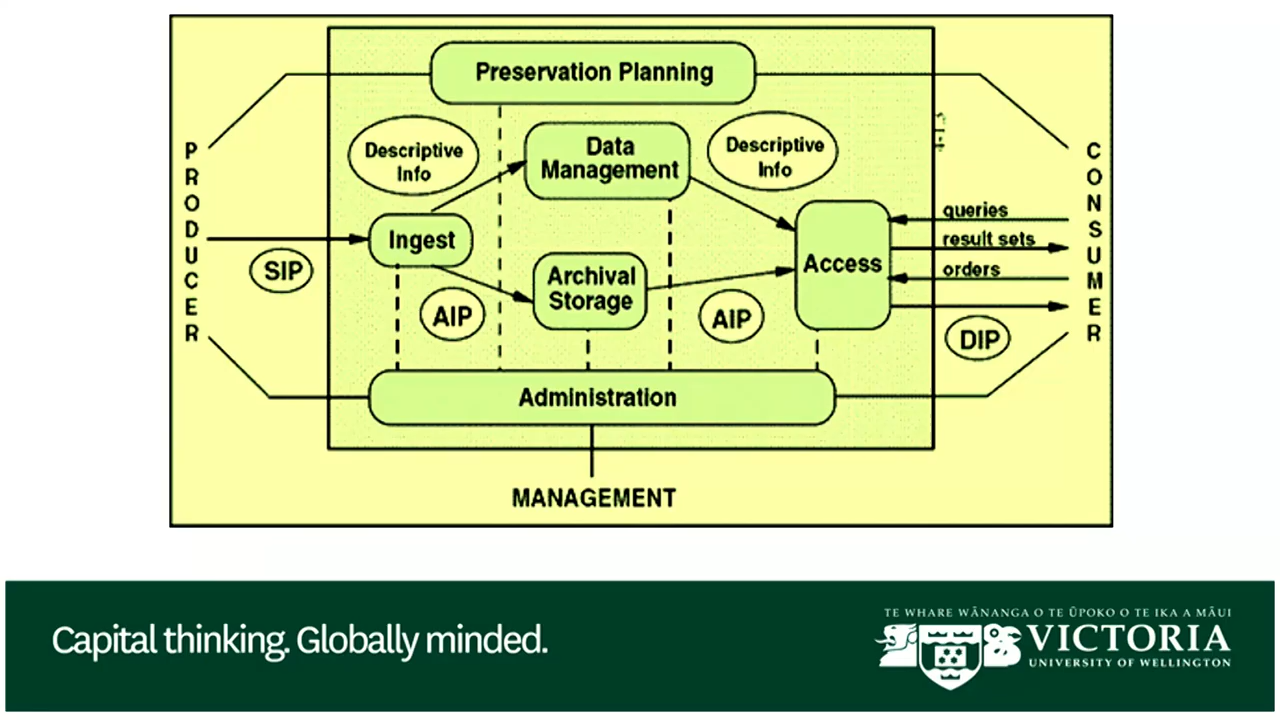 Preservation Planning
PRODUCER
Descriptive
Info
Data
Management
Descriptive
Info
CONSUMER
Ingest
SIP
Archival
Storage
Access
AIP
AIP
queries
result sets
orders
DIP
Administration
MANAGEMENT
Capital thinking. Globally minded.
TE WHARE WĀNANGA O TE ŪPOKO O TE IKA A MĀUI
VICTORIA
UNIVERSITY OF WELLINGTON